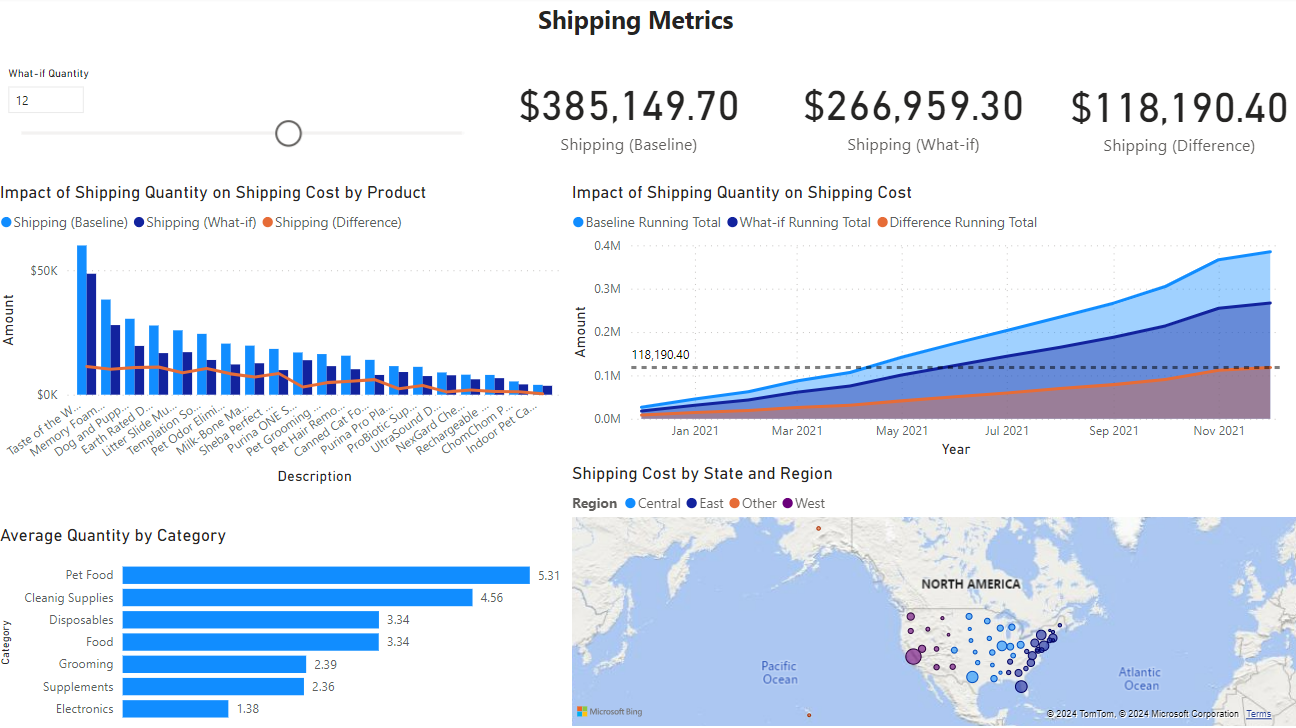 Shipping Metrics
What-if Quantity
12
$385,149.70
Shipping (Baseline)
$266,959.30
Shipping (What-if)
$118,190.40
Shipping (Difference)
Impact of Shipping Quantity on Shipping Cost by Product
Shipping (Baseline) Shipping (What-if) Shipping (Difference)
Amount
$50K
$0K
Taste of the W...
Memory Foam...
Dog and Pupp...
Earth Rated D...
Litter Slide Mu...
Templation So...
Pet Odor Elimi...
Milk-Bone Ma...
Sheba Perfect ...
Purina ONE S...
Pet Grooming ...
Pet Hair Remo...
Canned Cat Fo...
Purina Pro Pla...
ProBiotic Sup...
UltraSound D...
NexGard Che...
Rechargeable ...
ChomChom P...
Indoor Pet Ca...
Description
Impact of Shipping Quantity on Shipping Cost
Baseline Running Total What-if Running Total Difference Running Total
Amount
0.4M
0.3M
0.2M
118,190.40
0.1M
0.0M
Jan 2021 Mar 2021 May 2021 Jul 2021 Sep 2021 Nov 2021
Year
Average Quantity by Category
Category
Pet Food 5.31
Cleanig Supplies 4.56
Disposables 3.34
Food 3.34
Grooming 2.39
Supplements 2.36
Electronics 1.38
Shipping Cost by State and Region
Region Central East Other West
NORTH AMERICA
Pacific
Ocean
Atlantic
Ocean
Microsoft Bing
© 2024 TomTom, © 2024 Microsoft Corporation Terms